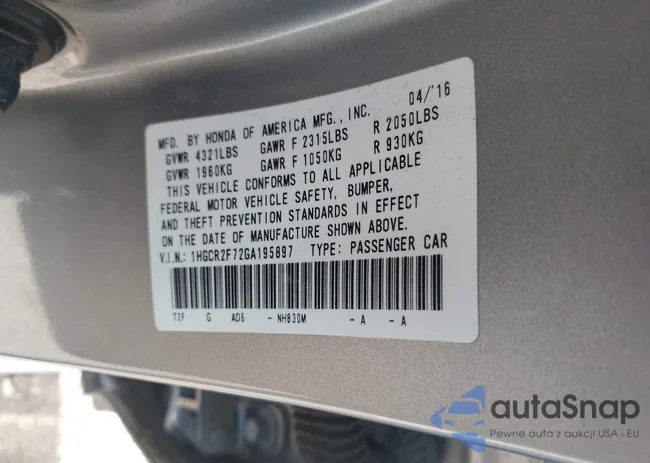 MFD. BY HONDA OF AMERICA MFG., INC. 04/'16
GVWR 4321LBS GAWR F 2315LBS R 2050LBS
GVWR 1960KG GAWR F 1050KG R 930KG
THIS VEHICLE CONFORMS TO ALL APPLICABLE
FEDERAL MOTOR VEHICLE SAFETY, BUMPER,
AND THEFT PREVENTION STANDARDS IN EFFECT
ON THE DATE OF MANUFACTURE SHOWN ABOVE.
V.I.N.: 1HGCR2F72GA195897 TYPE: PASSENGER CAR
T2F G AD6 - NH830M - A - A
autaSnap
Pewne auta z aukcji USA i EU